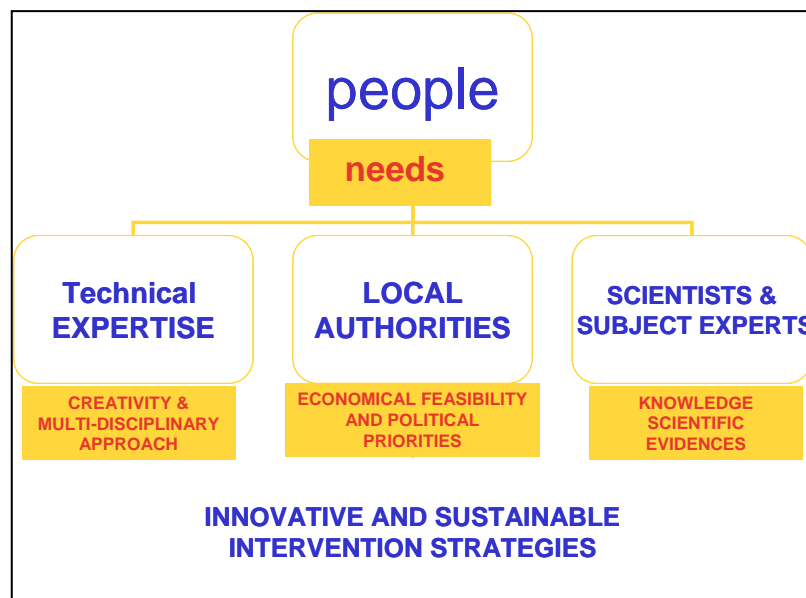 people
needs
Technical
EXPERTISE
LOCAL
AUTHORITIES
SCIENTISTS &
SUBJECT EXPERTS
CREATIVITY &
MULTI-DISCIPLINARY
APPROACH
ECONOMICAL FEASIBILITY
AND POLITICAL
PRIORITIES
KNOWLEDGE
SCIENTIFIC
EVIDENCES
INNOVATIVE AND SUSTAINABLE
INTERVENTION STRATEGIES